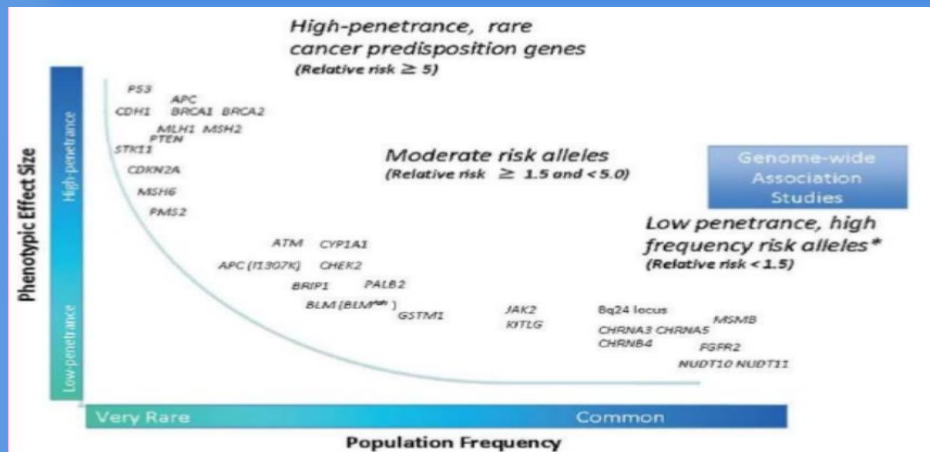 High-penetrance, rare
cancer predisposition genes
(Relative risk ≥ 5)
P53
APC
CDH1 BRCA1 BRCA2
MLH1 MSH2
PTEN
STK11
CDKN2A
MSH6
PMS2
Moderate risk alleles
(Relative risk ≥ 1.5 and < 5.0)
Genome-wide
Association
Studies
Low penetrance, high
frequency risk alleles*
(Relative risk < 1.5)
ATM CYP1A1
APC (I1307K) CHEK2
BRIP1 PALB2
BLM (BLM
GSTM1
JAK2
KITLG
8q24 locus
MSMB
CHRNA3 CHRNA5
CHRNB4
FGFR2
NUDT10 NUDT11
Phenotypic Effect Size
High-penetrance
Low-penetrance
Very Rare
Common
Population Frequency